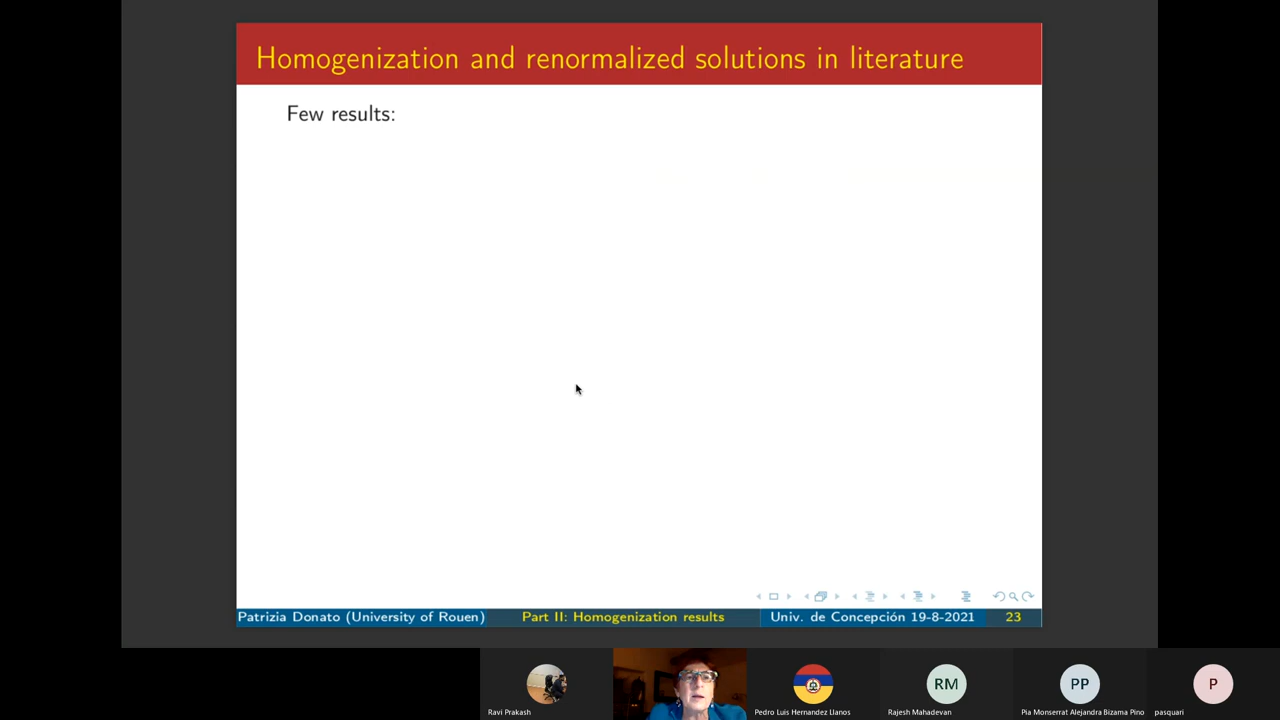 Homogenization and renormalized solutions in literature
Few results:
Patrizia Donato (University of Rouen) Part II: Homogenization results Univ. de Concepción 19-8-2021 23
RM PP P
Ravi Prakash Pedro Luis Hernandez Llanos Rajesh Mahadevan Pia Monserrat Alejandra Bizama Pino pasquari